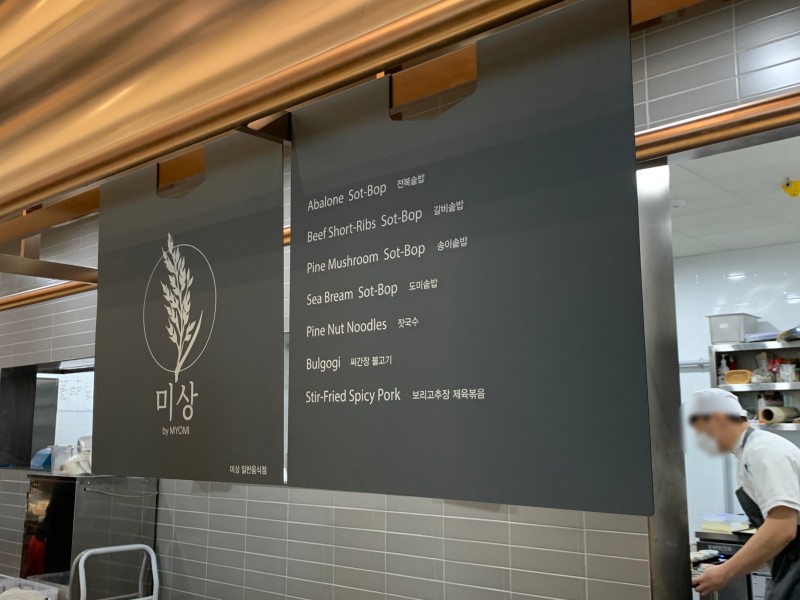 미상
by MYOMI
미상 일반음식점
Abalone Sot-Bop 전복솥밥
Beef Short-Ribs Sot-Bop 갈비솥밥
Pine Mushroom Sot-Bop 송이솥밥
Sea Bream Sot-Bop 도미솥밥
Pine Nut Noodles 잣국수
Bulgogi 씨간장 불고기
Stir-Fried Spicy Pork 보리고추장 제육볶음